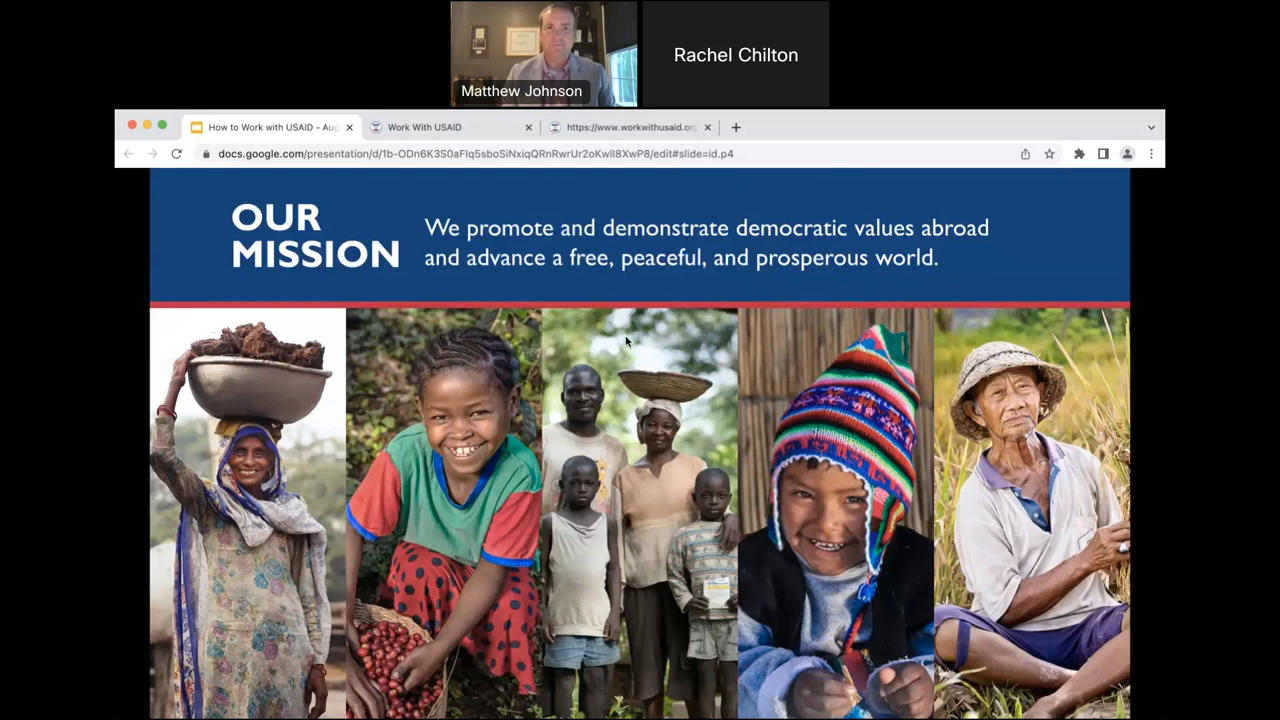 Matthew Johnson
Rachel Chilton
How to Work with USAID - Aug
Work With USAID
https://www.workwithusaid.org
docs.google.com/presentation/d/1b-ODn6K3S0aFIq5sboSiNxiqQRnRwrUr2oKwll8XwP8/edit#slide=id.p4
OUR
MISSION
We promote and demonstrate democratic values abroad
and advance a free, peaceful, and prosperous world.